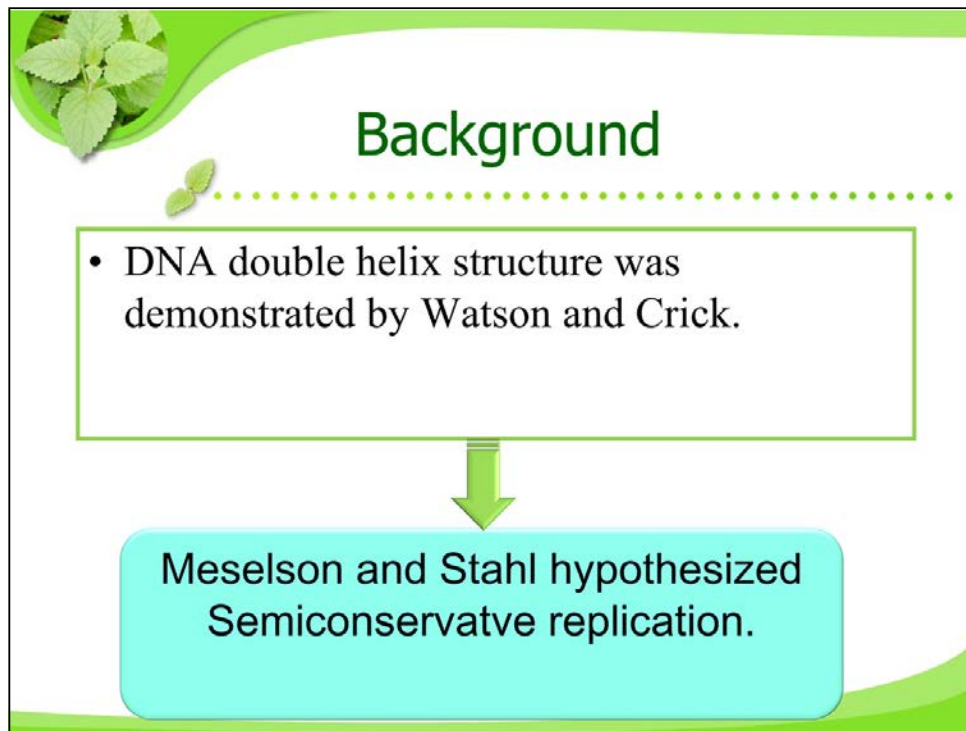 Background
• DNA double helix structure was
demonstrated by Watson and Crick.
Meselson and Stahl hypothesized
Semiconservatve replication.